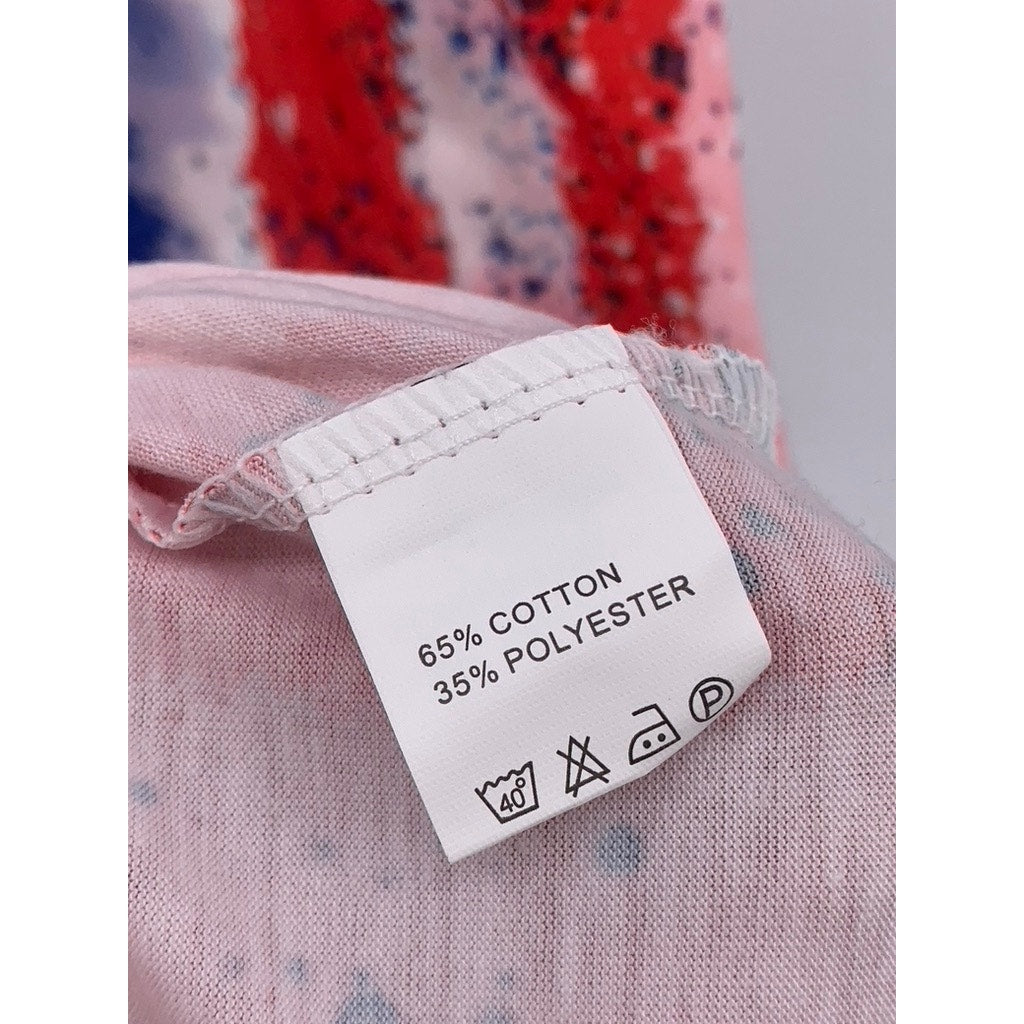 65% COTTON
35% POLYESTER
40° P